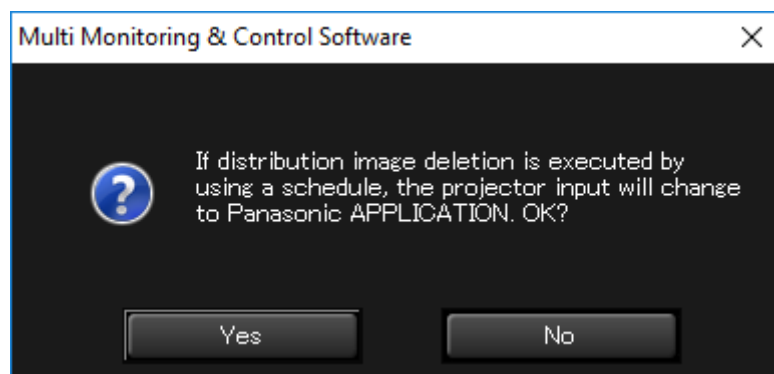 Multi Monitoring & Control Software
If distribution image deletion is executed by
using a schedule, the projector input will change
to Panasonic APPLICATION. OK?
Yes
No